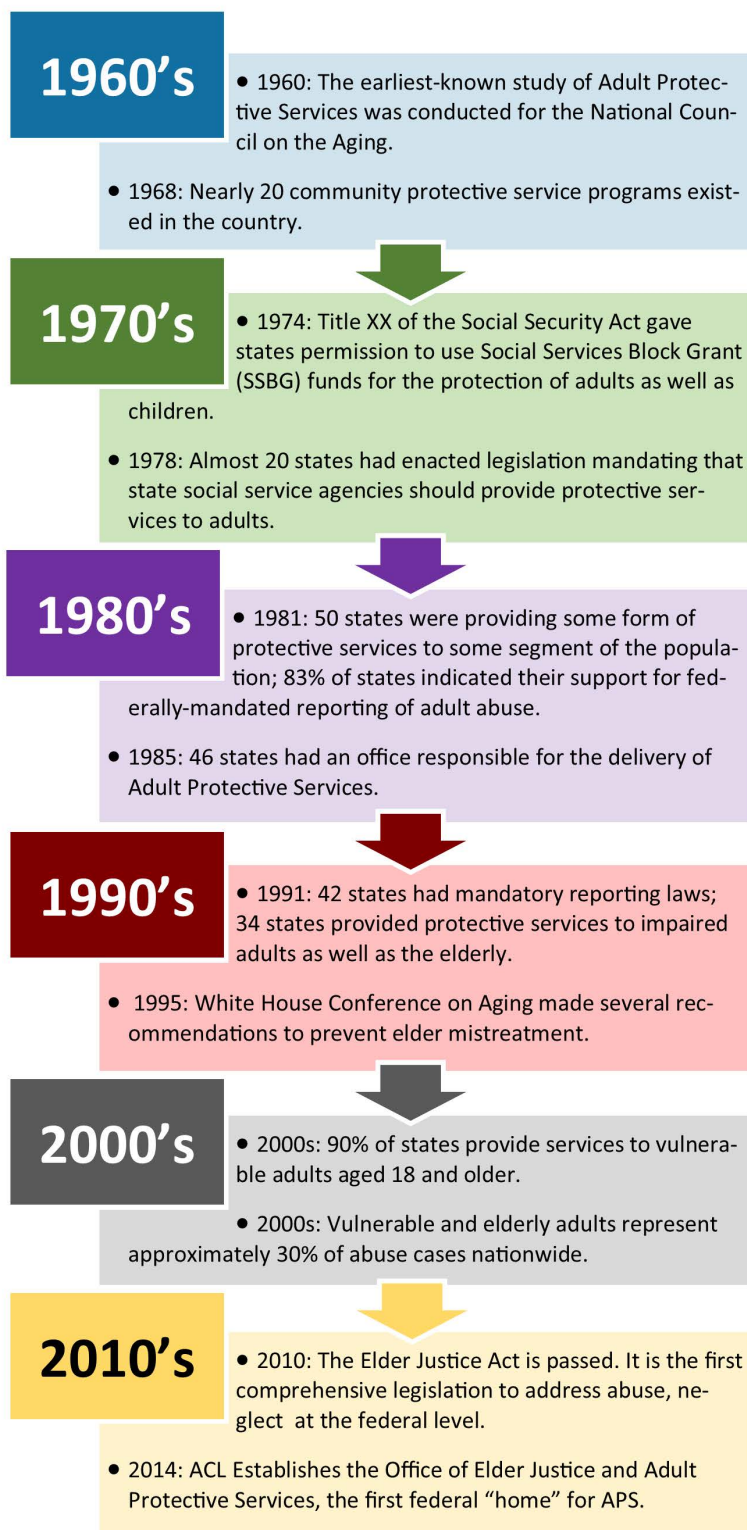 1960's
• 1960: The earliest-known study of Adult Protec-
tive Services was conducted for the National Coun-
cil on the Aging.
• 1968: Nearly 20 community protective service programs exist-
ed in the country.
1970's
• 1974: Title XX of the Social Security Act gave
states permission to use Social Services Block Grant
(SSBG) funds for the protection of adults as well as
children.
• 1978: Almost 20 states had enacted legislation mandating that
state social service agencies should provide protective ser-
vices to adults.
1980's
• 1981: 50 states were providing some form of
protective services to some segment of the popula-
tion; 83% of states indicated their support for fed-
erally-mandated reporting of adult abuse.
• 1985: 46 states had an office responsible for the delivery of
Adult Protective Services.
1990's
• 1991: 42 states had mandatory reporting laws;
34 states provided protective services to impaired
adults as well as the elderly.
• 1995: White House Conference on Aging made several rec-
ommendations to prevent elder mistreatment.
2000's
• 2000s: 90% of states provide services to vulnera-
ble adults aged 18 and older.
• 2000s: Vulnerable and elderly adults represent
approximately 30% of abuse cases nationwide.
2010's
• 2010: The Elder Justice Act is passed. It is the first
comprehensive legislation to address abuse, ne-
glect at the federal level.
• 2014: ACL Establishes the Office of Elder Justice and Adult
Protective Services, the first federal “home” for APS.